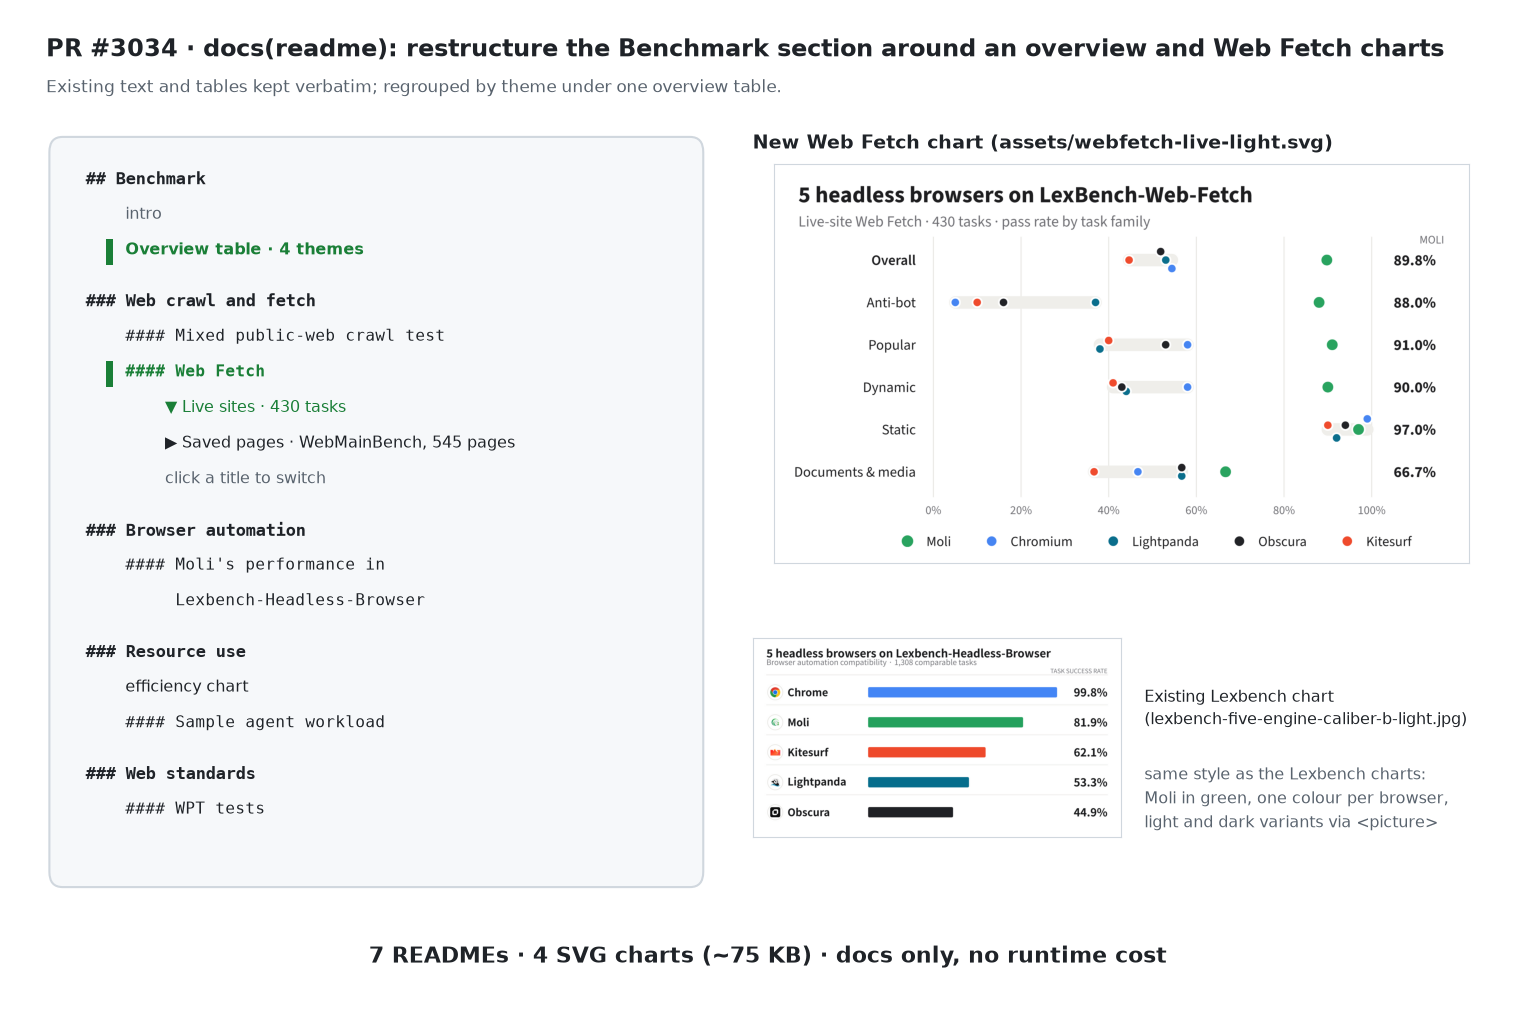 PR #3034 · docs(readme): restructure the Benchmark section around an overview and Web Fetch charts
Existing text and tables kept verbatim; regrouped by theme under one overview table.
## Benchmark
intro
Overview table · 4 themes
### Web crawl and fetch
#### Mixed public-web crawl test
#### Web Fetch
▼ Live sites · 430 tasks
▶ Saved pages · WebMainBench, 545 pages
click a title to switch
### Browser automation
#### Moli's performance in
Lexbench-Headless-Browser
### Resource use
efficiency chart
#### Sample agent workload
### Web standards
#### WPT tests
New Web Fetch chart (assets/webfetch-live-light.svg)
5 headless browsers on LexBench-Web-Fetch
Live-site Web Fetch · 430 tasks · pass rate by task family
MOLI
Overall 89.8%
Anti-bot 88.0%
Popular 91.0%
Dynamic 90.0%
Static 97.0%
Documents & media 66.7%
0% 20% 40% 60% 80% 100%
Moli Chromium Lightpanda Obscura Kitesurf
5 headless browsers on Lexbench-Headless-Browser
Browser automation compatibility · 1,308 comparable tasks
TASK SUCCESS RATE
Chrome 99.8%
Moli 81.9%
Kitesurf 62.1%
Lightpanda 53.3%
Obscura 44.9%
Existing Lexbench chart
(lexbench-five-engine-caliber-b-light.jpg)
same style as the Lexbench charts:
Moli in green, one colour per browser,
light and dark variants via <picture>
7 READMEs · 4 SVG charts (~75 KB) · docs only, no runtime cost